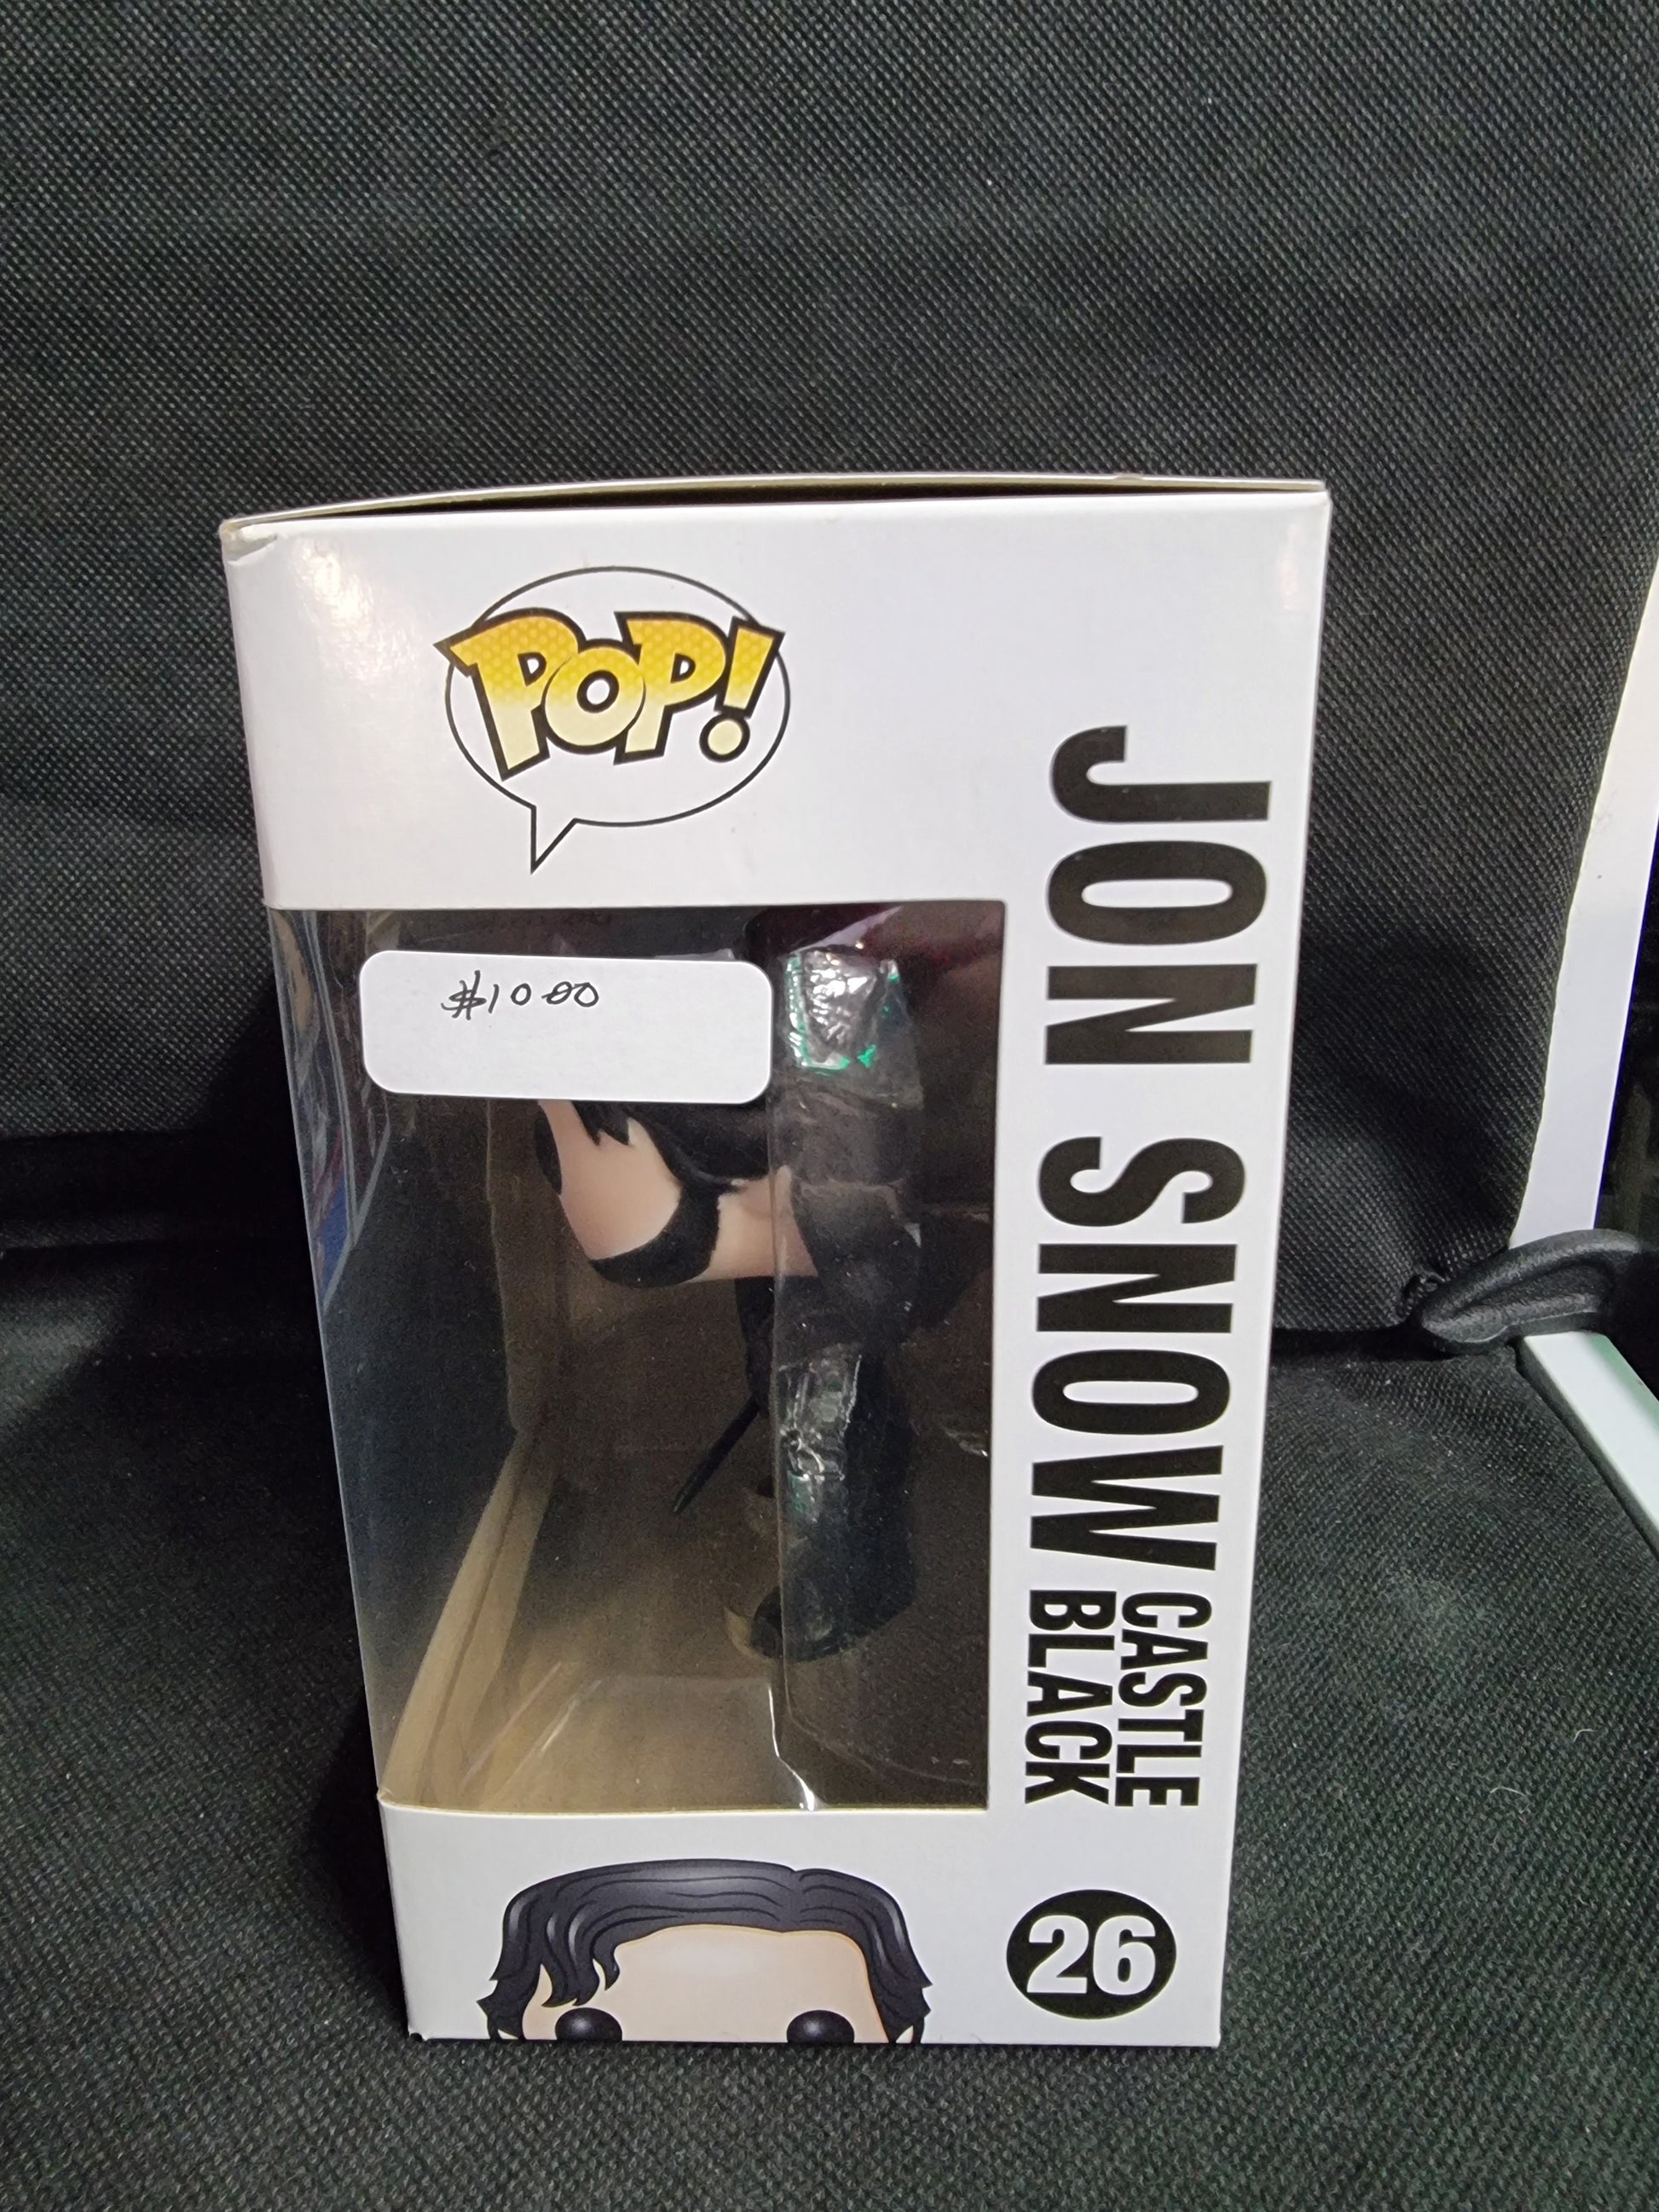 POP!
$10 00
JON SNOW
CASTLE
BLACK
26